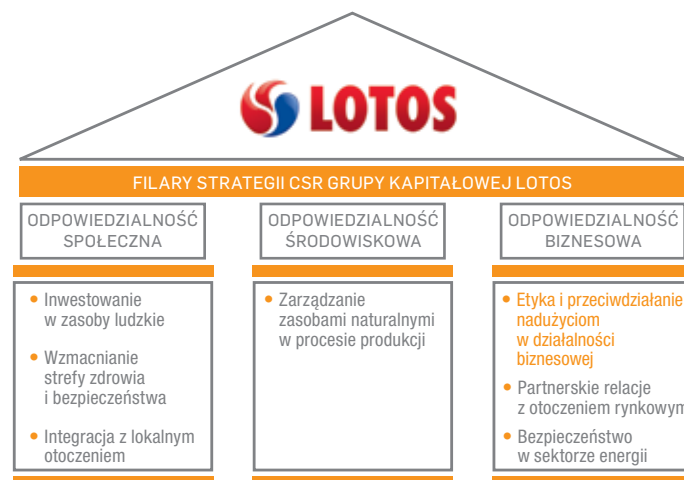 LOTOS
FILARY STRATEGII CSR GRUPY KAPITAŁOWEJ LOTOS
ODPOWIEDZIALNOŚĆ
SPOŁECZNA
• Inwestowanie
w zasoby ludzkie
• Wzmacnianie
strefy zdrowia
i bezpieczeństwa
• Integracja z lokalnym
otoczeniem
ODPOWIEDZIALNOŚĆ
ŚRODOWISKOWA
• Zarządzanie
zasobami naturalnymi
w procesie produkcji
ODPOWIEDZIALNOŚĆ
BIZNESOWA
• Etyka i przeciwdziałanie
nadużyciom
w działalności
biznesowej
• Partnerskie relacje
z otoczeniem rynkowym
• Bezpieczeństwo
w sektorze energii